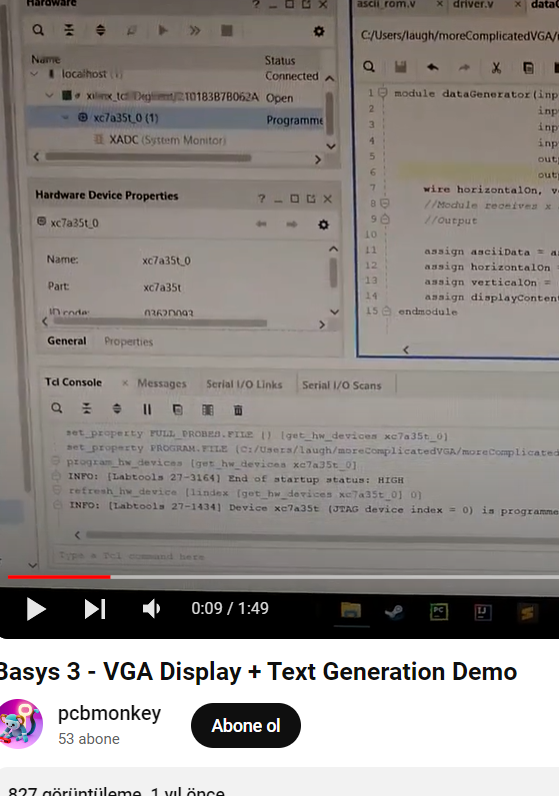 Hardware
Name
Status
localhost (1)
Connected
Open
xc7a35t_0 (1)
Programme
XADC (System Monitor)
Hardware Device Properties
xc7a35t_0
Name:
xc7a35t_0
Part:
xc7a35t
ID code:
0362D093
General
Properties
ascii_rom.v
driver.v
data
C:/Users/laugh/moreComplicatedVGA/
1
module dataGenerator(inp
2
inp
3
inp
4
inp
5
outp
6
outp
7
wire horizontalOn, v
8
//Module receives x
9
//Output
10
11
assign asciiData = a
12
assign horizontalOn =
13
assign verticalOn =
14
assign displayConten
15
endmodule
Tcl Console
Messages
Serial I/O Links
Serial I/O Scans
set_property FULL_PROBES.FILE {} [get_hw_devices xc7a35t_0]
set_property PROGRAM.FILE {C:/Users/laugh/moreComplicatedVGA/moreComplicated
program_hw_devices [get_hw_devices xc7a35t_0]
INFO: [Labtools 27-3164] End of startup status: HIGH
refresh_hw_device [lindex [get_hw_devices xc7a35t_0] 0]
INFO: [Labtools 27-1434] Device xc7a35t (JTAG device index = 0) is programme
Type a Tcl command here
0:09 / 1:49
Basys 3 - VGA Display + Text Generation Demo
pcbmonkey
53 abone
Abone ol
827 görüntüleme 1 yıl önce